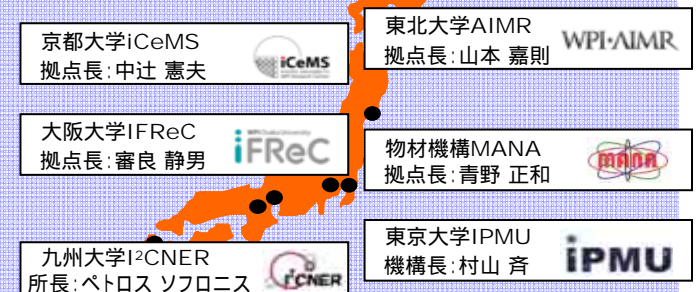 京都大学iCeMS
拠点長:中辻 憲夫
iCeMS
東北大学AIMR
拠点長:山本 嘉則
WPI-AIMR
大阪大学IFReC
拠点長:審良 静男
iFReC
物材機構MANA
拠点長:青野 正和
MANA
九州大学I²CNER
所長:ペトロス ソフロニス
I²CNER
東京大学IPMU
機構長:村山 斉
iPMU